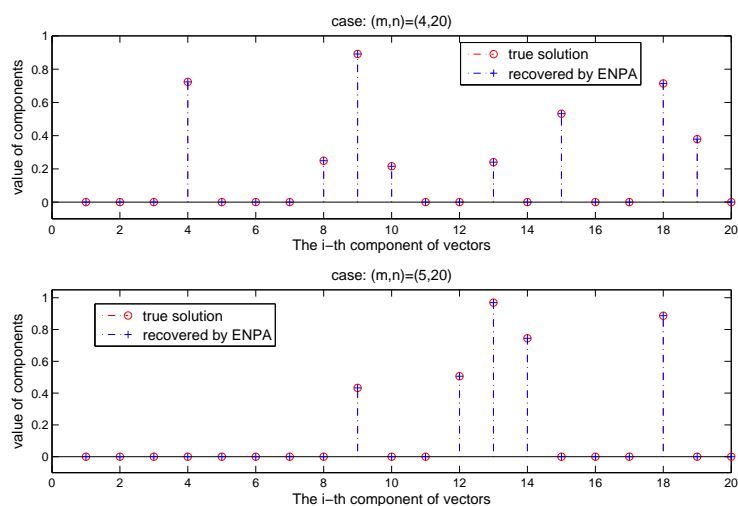 case: (m,n)=(4,20)
value of components
1
0.8
0.6
0.4
0.2
0
true solution
recovered by ENPA
0 2 4 6 8 10 12 14 16 18 20
The i−th component of vectors
case: (m,n)=(5,20)
value of components
1
0.8
0.6
0.4
0.2
0
true solution
recovered by ENPA
0 2 4 6 8 10 12 14 16 18 20
The i−th component of vectors